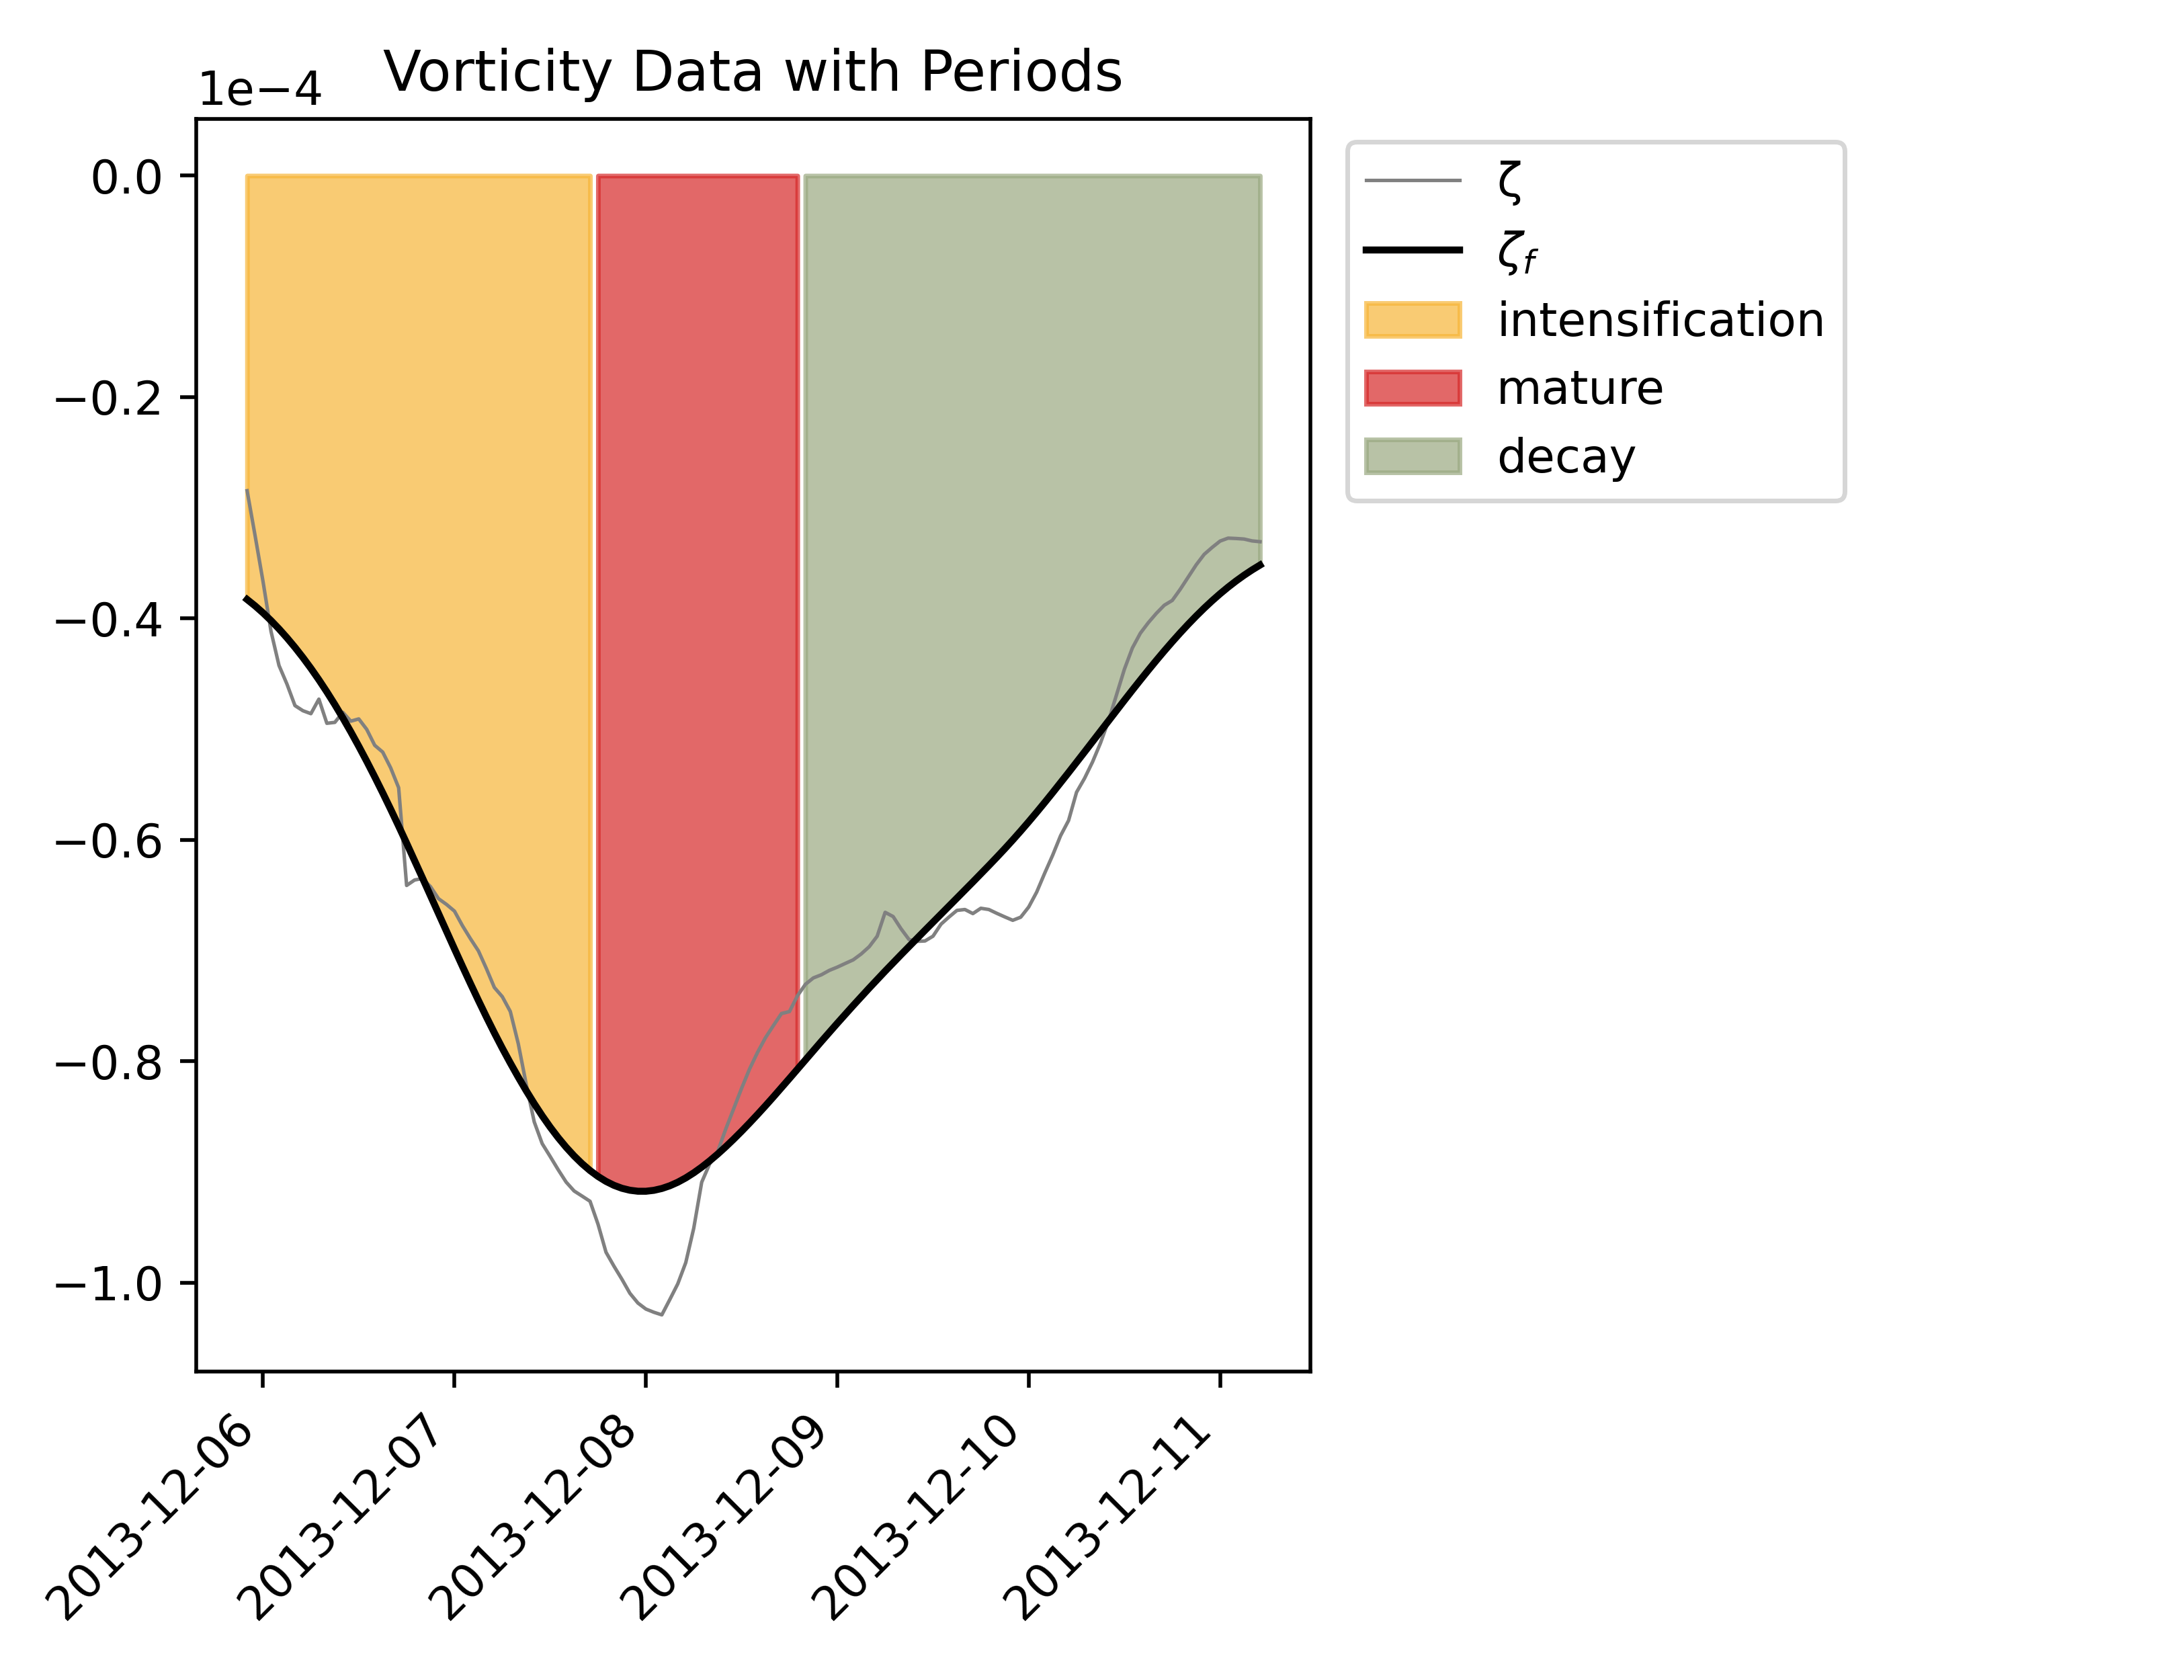 Vorticity Data with Periods
1e−4
0.0
−0.2
−0.4
−0.6
−0.8
−1.0
2013-12-06
2013-12-07
2013-12-08
2013-12-09
2013-12-10
2013-12-11
ζ
ζf
intensification
mature
decay